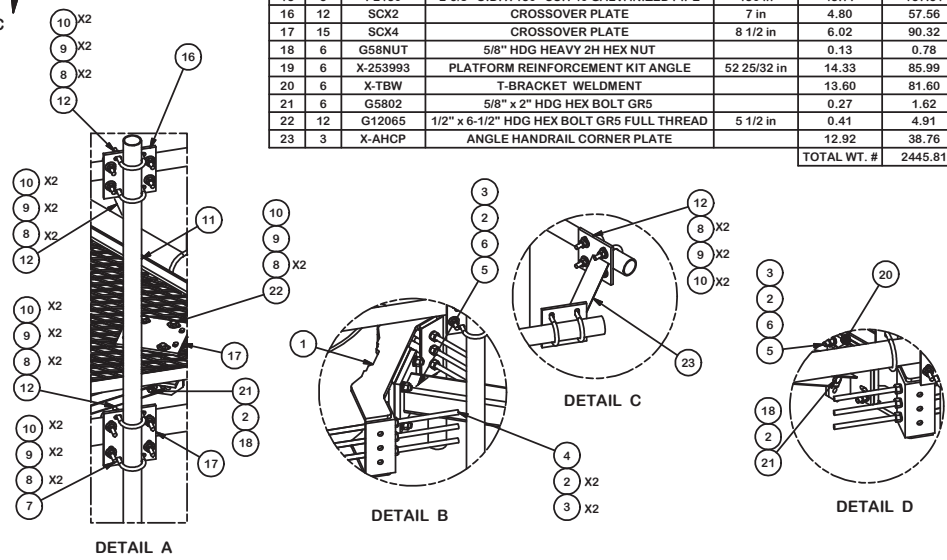 16 12 SCX2 CROSSOVER PLATE 7 in 4.80 57.56
17 15 SCX4 CROSSOVER PLATE 8 1/2 in 6.02 90.32
18 6 G58NUT 5/8" HDG HEAVY 2H HEX NUT 0.13 0.78
19 6 X-253993 PLATFORM REINFORCEMENT KIT ANGLE 52 25/32 in 14.33 85.99
20 6 X-TBW T-BRACKET WELDMENT 13.60 81.60
21 6 G5802 5/8" x 2" HDG HEX BOLT GR5 0.27 1.62
22 12 G12065 1/2" x 6-1/2" HDG HEX BOLT GR5 FULL THREAD 5 1/2 in 0.41 4.91
23 3 X-AHCP ANGLE HANDRAIL CORNER PLATE 12.92 38.76
TOTAL WT. # 2445.81
10 X2
9 X2
8 X2
12
16
10 X2
9 X2
8 X2
12
11
10
9
8 X2
22
10 X2
9 X2
8 X2
12
17
21
2
18
10 X2
9 X2
8 X2
7
17
DETAIL A
3
2
6
5
1
4
2 X2
3 X2
DETAIL B
12
8 X2
9 X2
10 X2
23
DETAIL C
3
2
6
5
20
18
2
21
DETAIL D